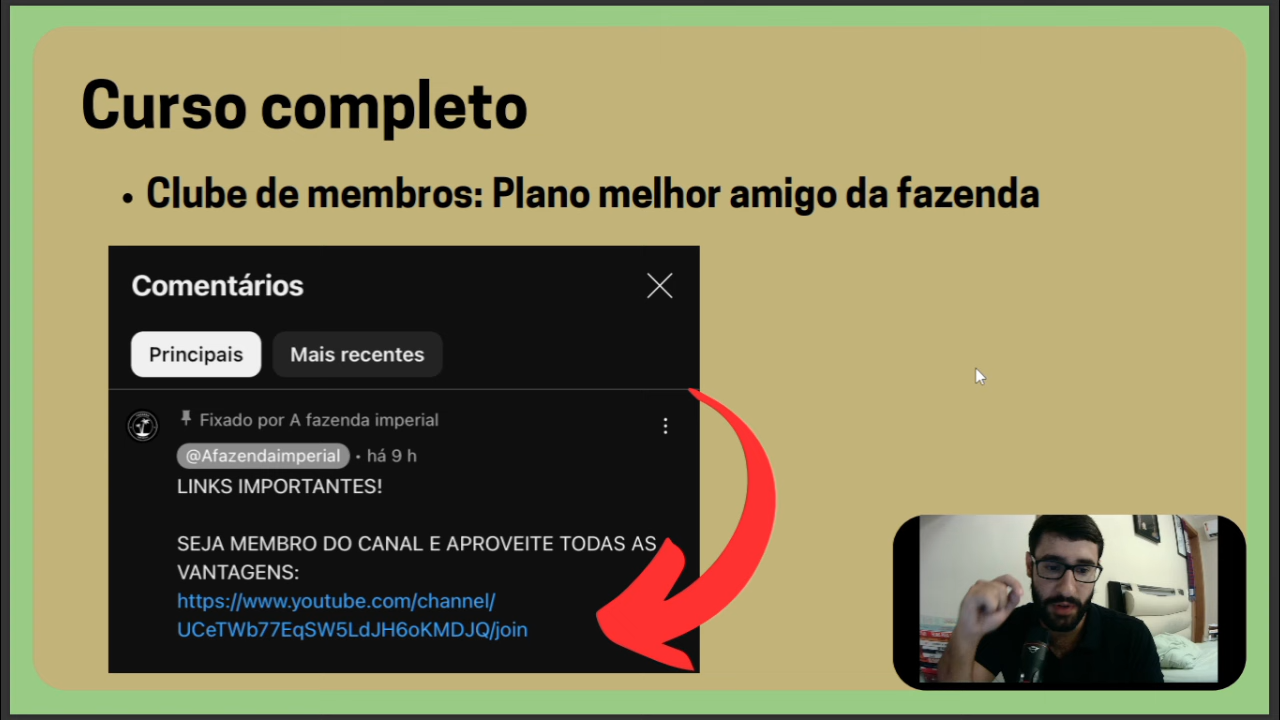 Curso completo
• Clube de membros: Plano melhor amigo da fazenda
Comentários
Principais
Mais recentes
Fixado por A fazenda imperial
@Afazendaimperial • há 9 h
LINKS IMPORTANTES!
SEJA MEMBRO DO CANAL E APROVEITE TODAS AS
VANTAGENS:
https://www.youtube.com/channel/
UCeTWb77EqSW5LdJH6oKMDJQ/join